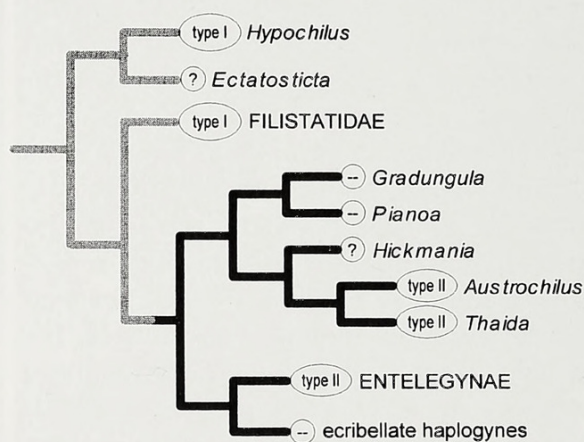 type I Hypochilus
? Ectatosticta
type I FILISTATIDAE
-- Gradungula
-- Pianoa
? Hickmania
type II Austrochilus
type II Thaida
type II ENTELEGYNAE
-- ecribellate haplogynes